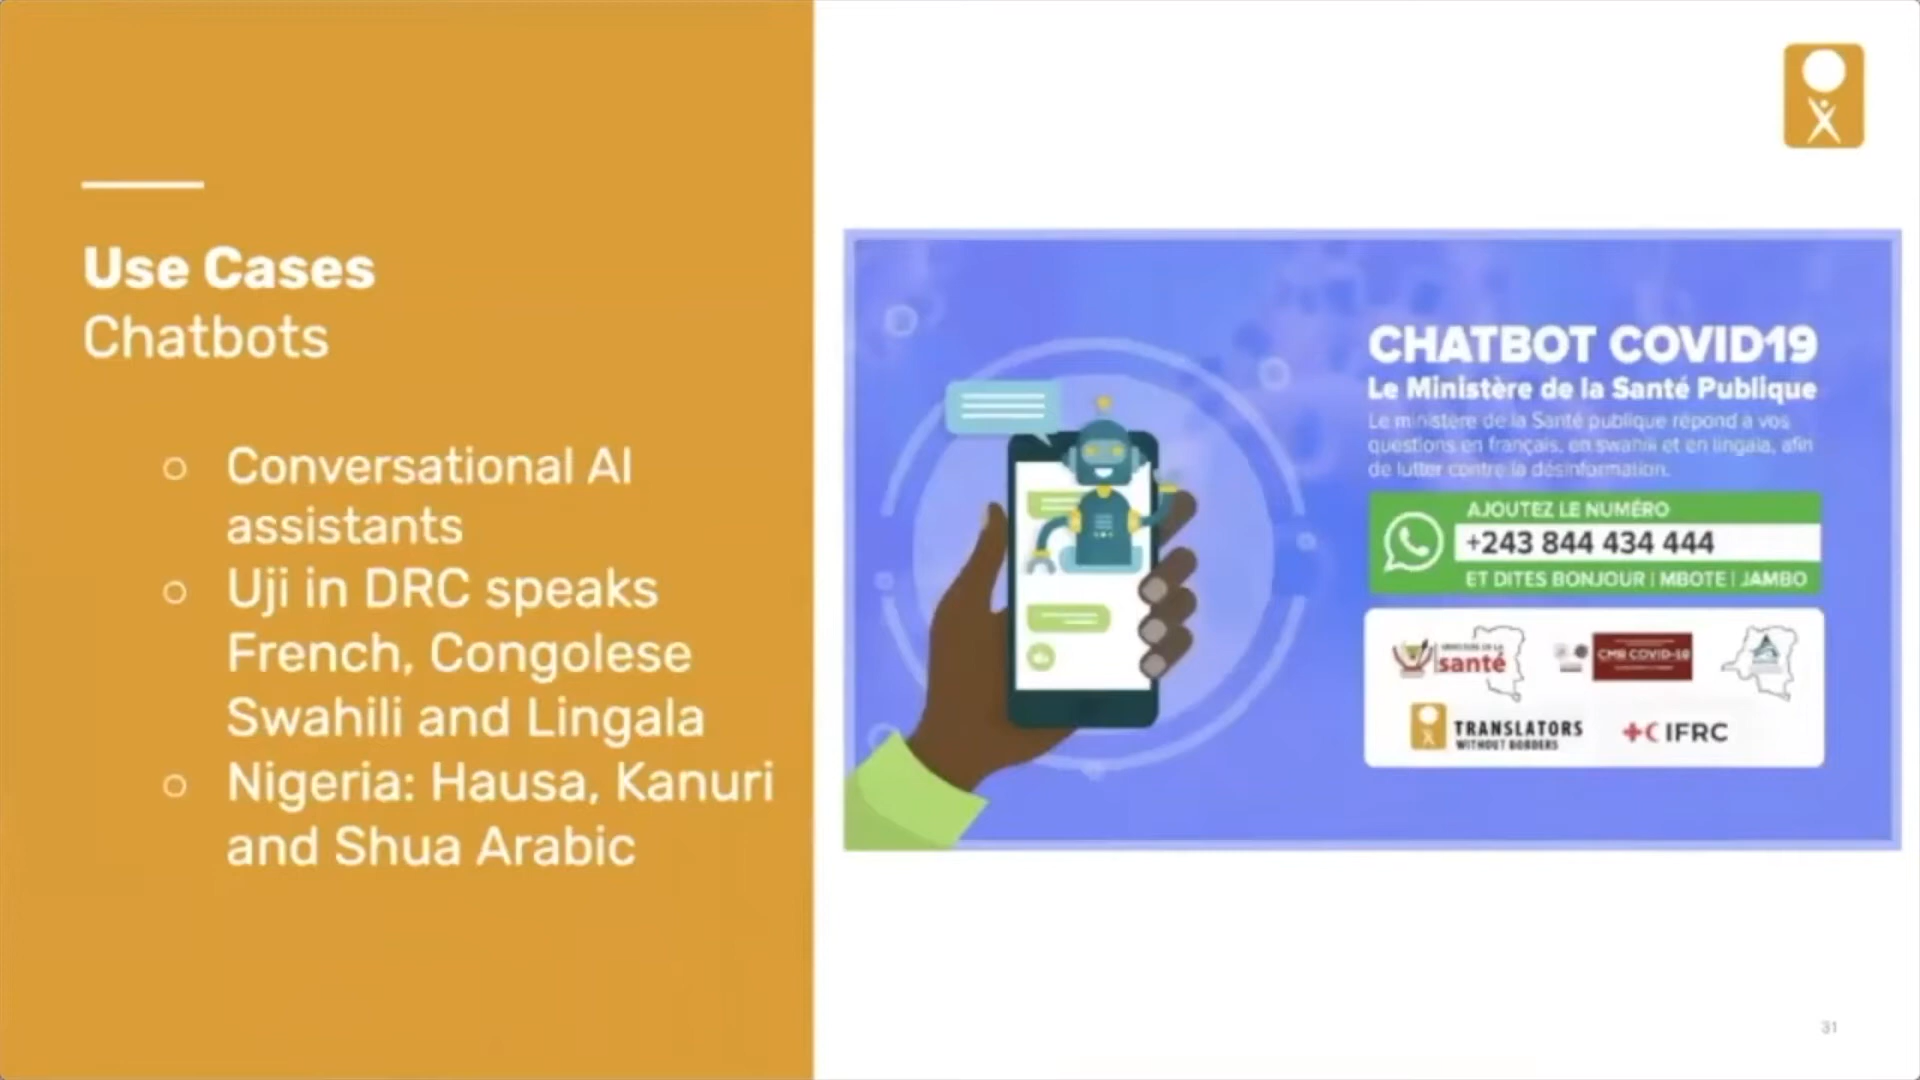 Use Cases
Chatbots
Conversational AI
assistants
Uji in DRC speaks
French, Congolese
Swahili and Lingala
Nigeria: Hausa, Kanuri
and Shua Arabic
CHATBOT COVID19
Le Ministère de la Santé Publique
Le ministère de la Santé publique répond à vos
questions en français, en swahili et en lingala, afin
de lutter contre la désinformation.
AJOUTEZ LE NUMÉRO
+243 844 434 444
ET DITES BONJOUR | MBOTE | JAMBO
santé
CMR COVID-19
TRANSLATORS
WITHOUT BORDERS
IFRC
31